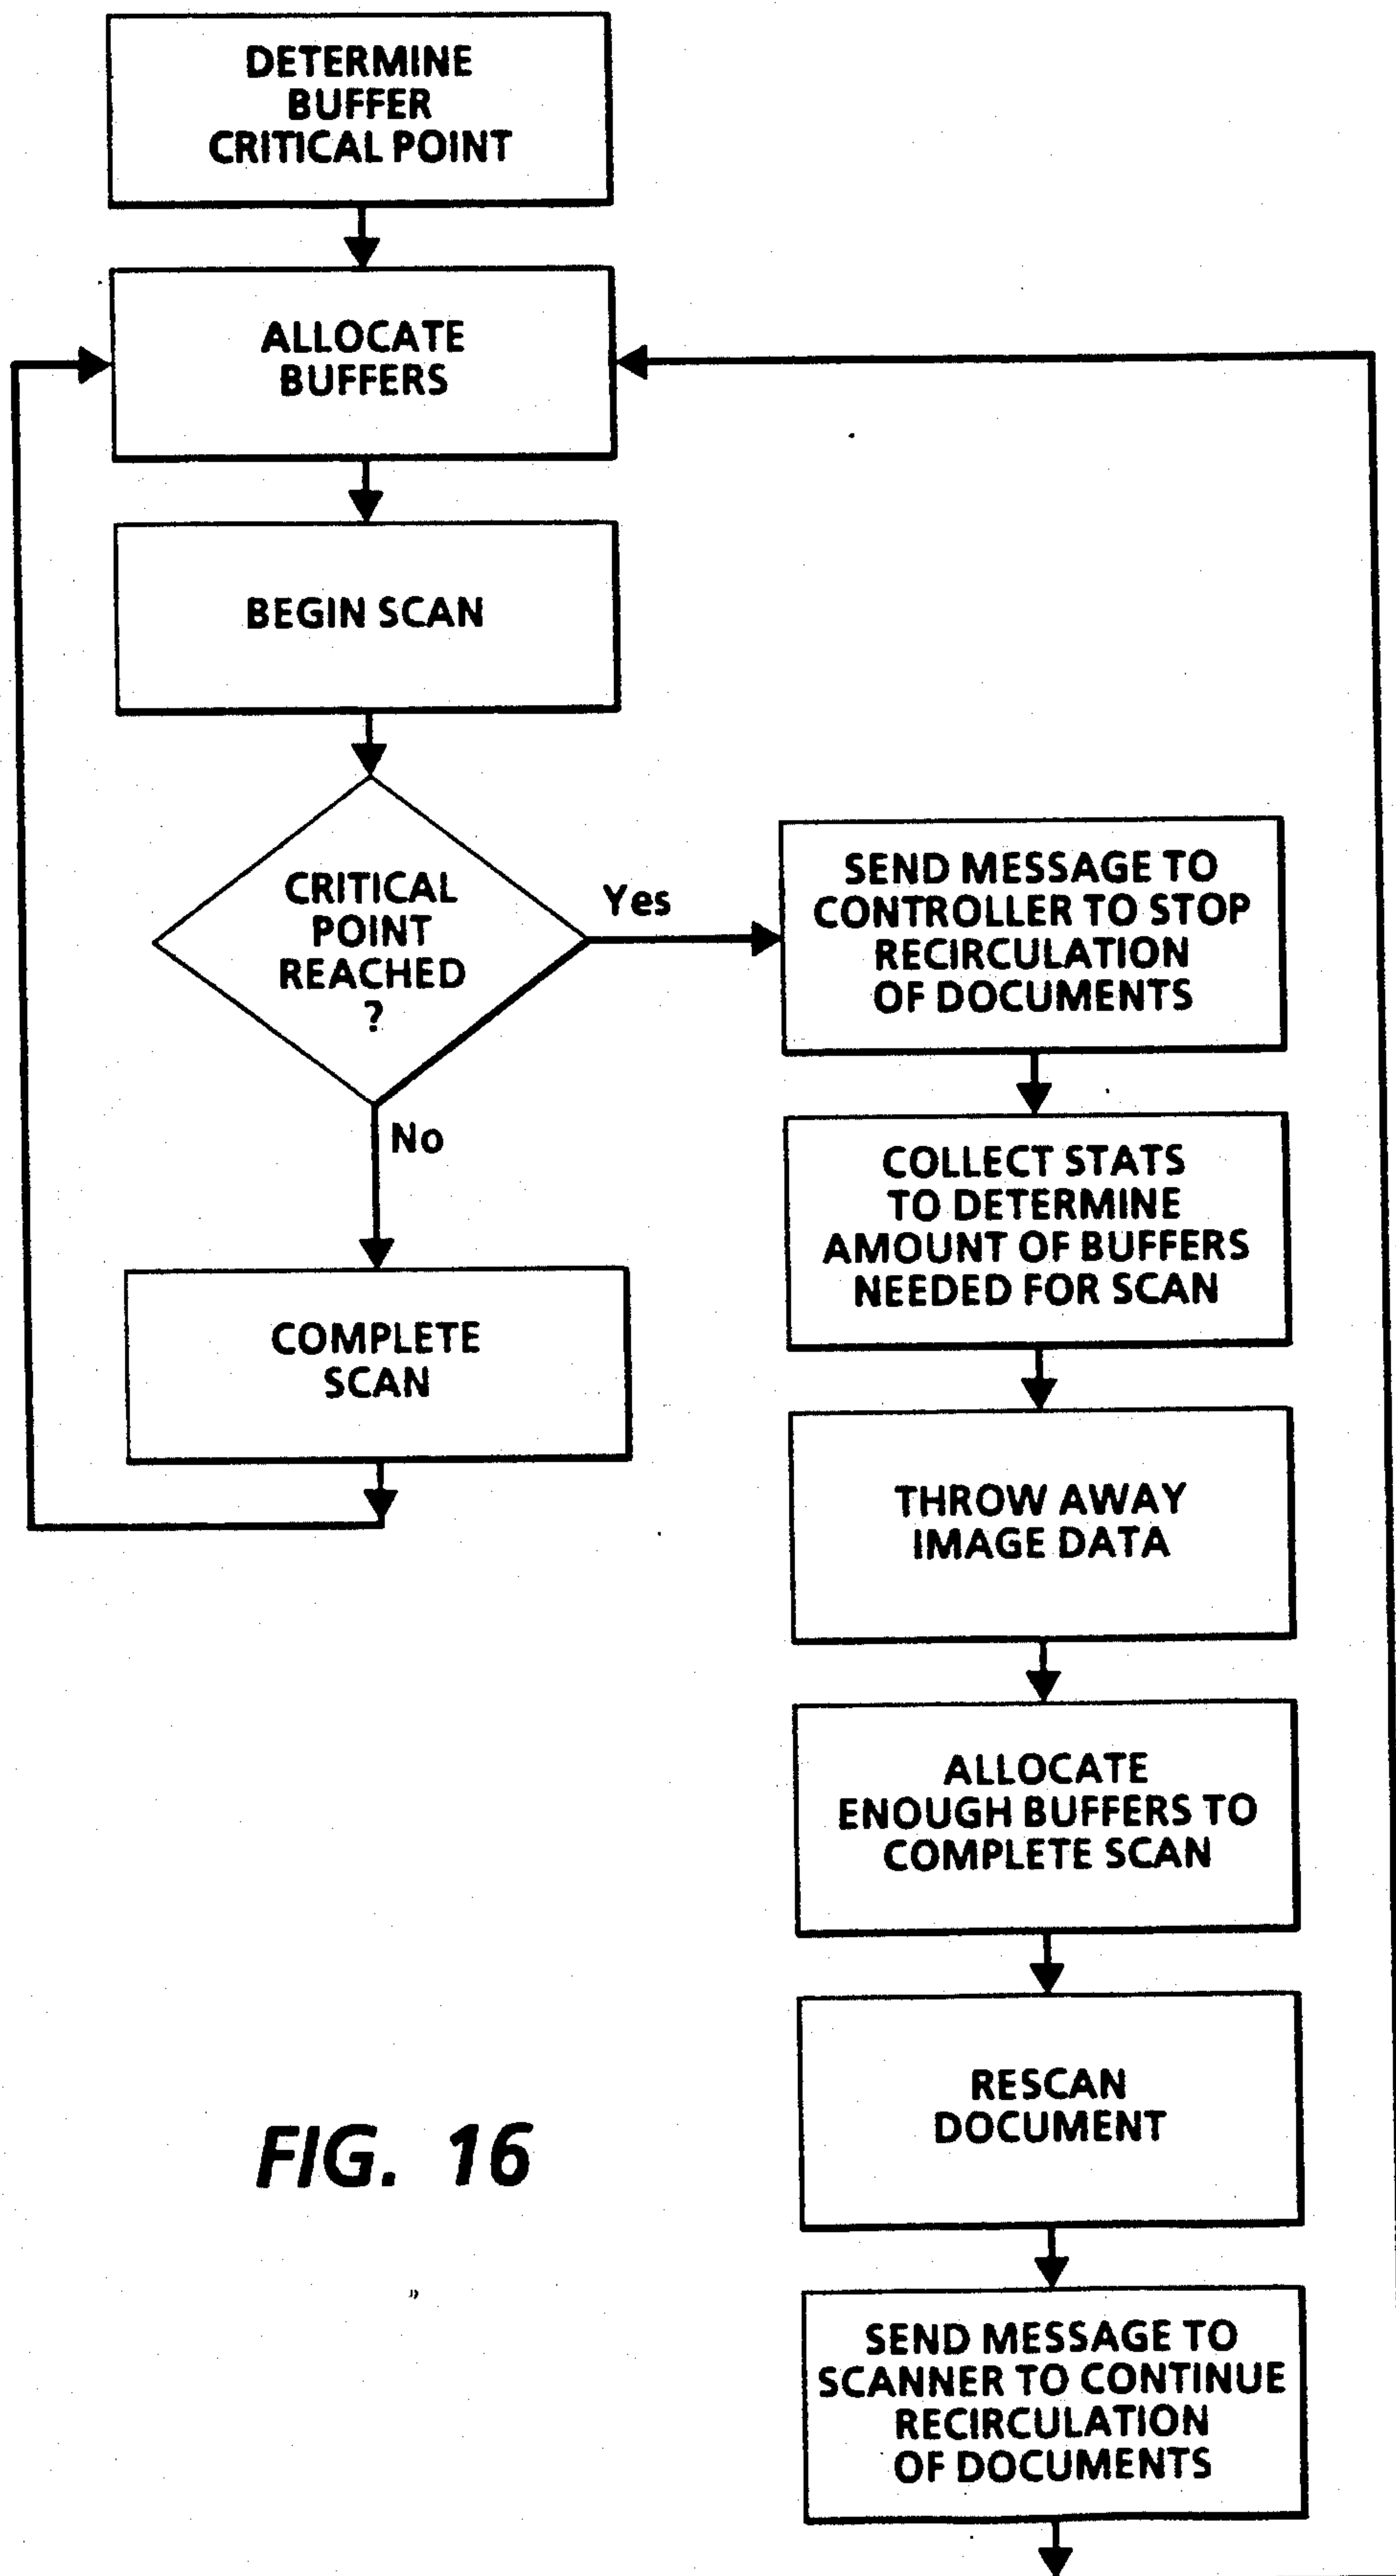 DETERMINE
BUFFER
CRITICAL POINT
ALLOCATE
BUFFERS
BEGIN SCAN
CRITICAL
POINT
REACHED
?
Yes
No
COMPLETE
SCAN
SEND MESSAGE TO
CONTROLLER TO STOP
RECIRCULATION
OF DOCUMENTS
COLLECT STATS
TO DETERMINE
AMOUNT OF BUFFERS
NEEDED FOR SCAN
THROW AWAY
IMAGE DATA
ALLOCATE
ENOUGH BUFFERS TO
COMPLETE SCAN
RESCAN
DOCUMENT
SEND MESSAGE TO
SCANNER TO CONTINUE
RECIRCULATION
OF DOCUMENTS
FIG. 16